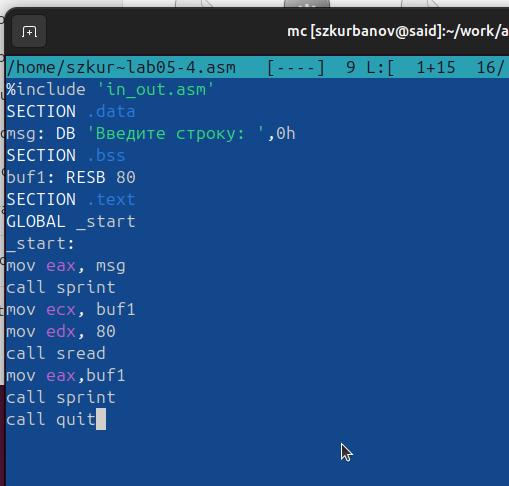 mc [szkurbanov@said]:~/work/a
/home/szkur~lab05-4.asm   [----]  9 L:[  1+15  16/
%include 'in_out.asm'
SECTION .data
msg: DB 'Введите строку: ',0h
SECTION .bss
buf1: RESB 80
SECTION .text
GLOBAL _start
_start:
mov eax, msg
call sprint
mov ecx, buf1
mov edx, 80
call sread
mov eax,buf1
call sprint
call quit